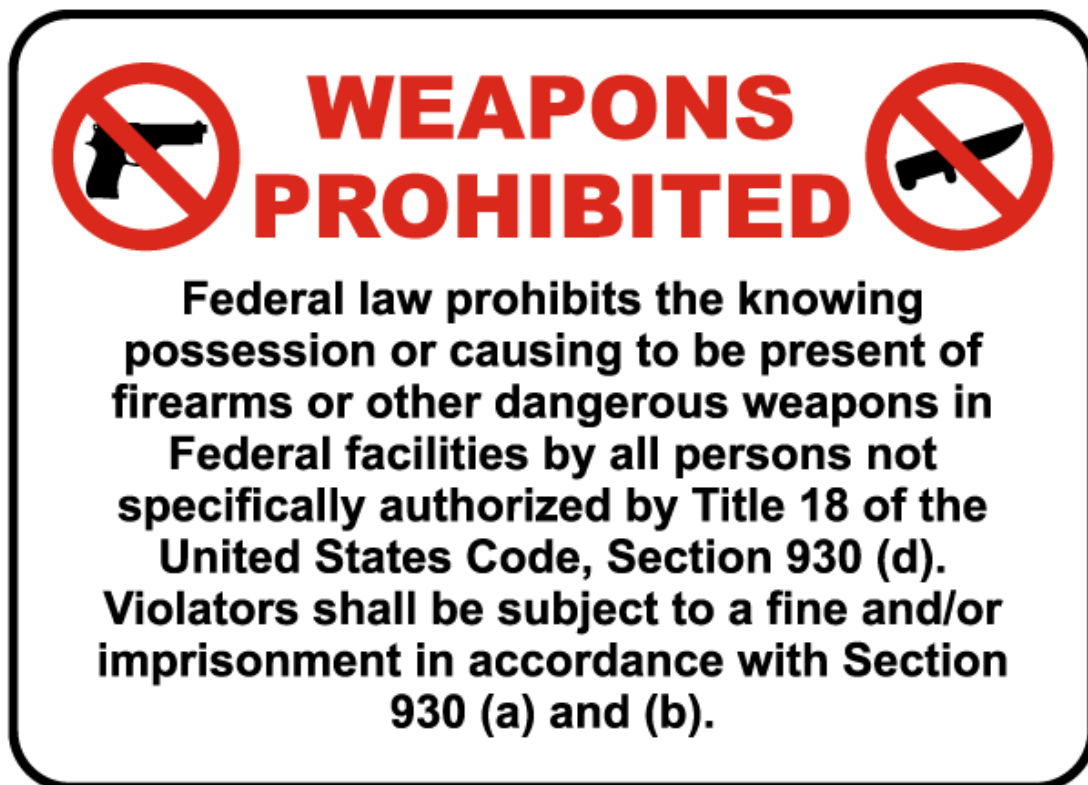 WEAPONS
PROHIBITED
Federal law prohibits the knowing
possession or causing to be present of
firearms or other dangerous weapons in
Federal facilities by all persons not
specifically authorized by Title 18 of the
United States Code, Section 930 (d).
Violators shall be subject to a fine and/or
imprisonment in accordance with Section
930 (a) and (b).